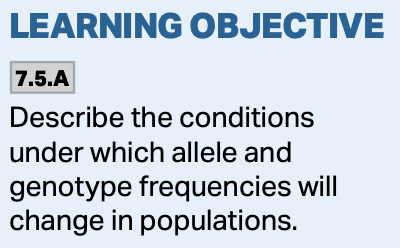 LEARNING OBJECTIVE
7.5.A
Describe the conditions
under which allele and
genotype frequencies will
change in populations.